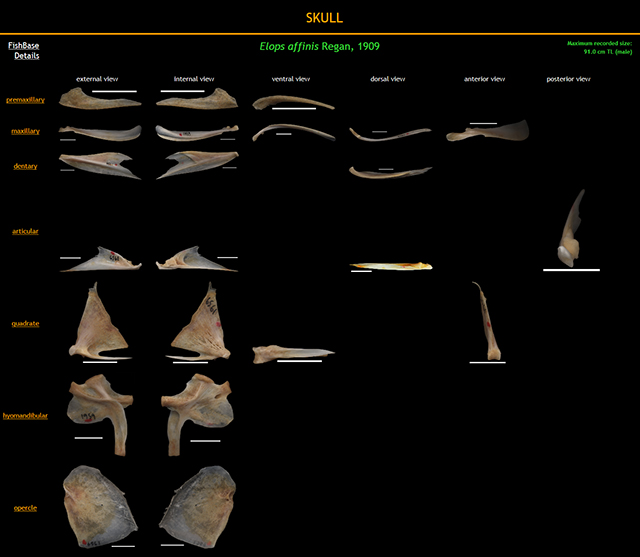 SKULL
FishBase
Details
Elops affinis Regan, 1909
Maximum recorded size:
91.0 cm TL (male)
external view internal view ventral view dorsal view anterior view posterior view
premaxillary
maxillary
dentary
articular
quadrate
hyomandibular
opercle